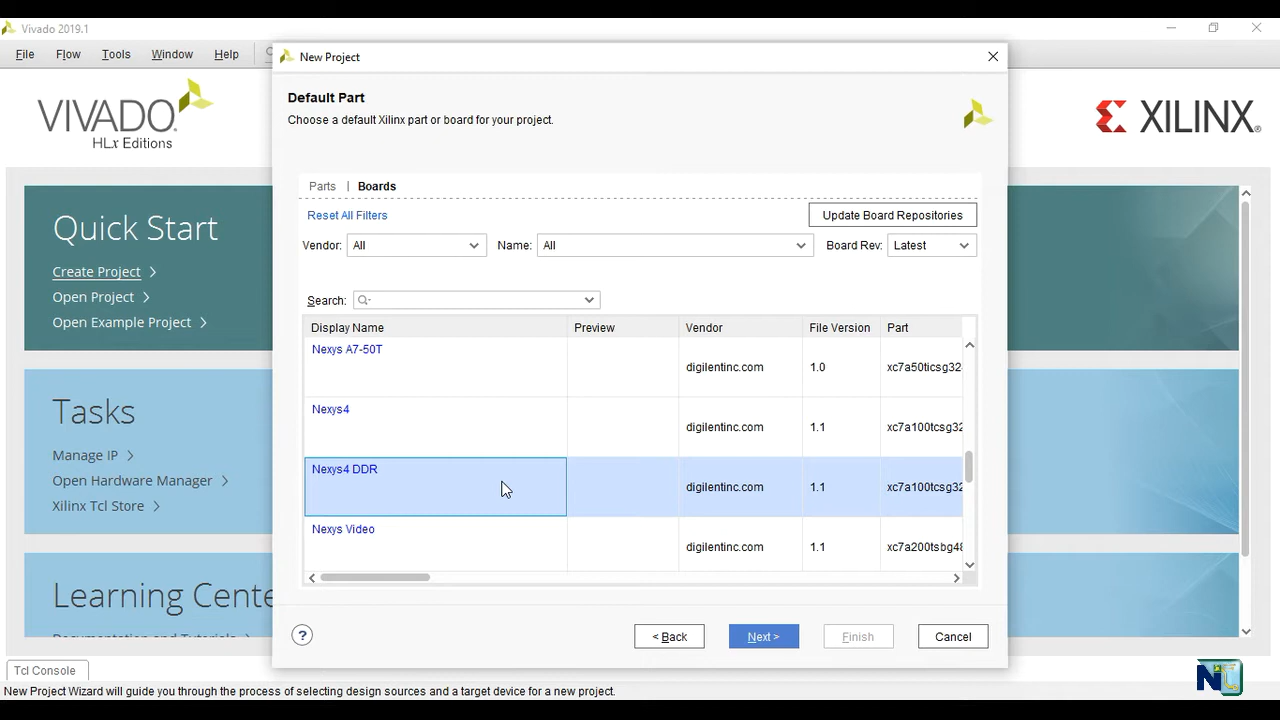 Vivado 2019.1
File Flow Tools Window Help
VIVADO
HLx Editions
XILINX
Quick Start
Create Project
Open Project
Open Example Project
Tasks
Manage IP
Open Hardware Manager
Xilinx Tcl Store
Learning Cente
New Project
Default Part
Choose a default Xilinx part or board for your project.
Parts | Boards
Reset All Filters
Update Board Repositories
Vendor: All Name: All Board Rev: Latest
Search:
Display Name Preview Vendor File Version Part
Nexys A7-50T digilentinc.com 1.0 xc7a50ticsg32
Nexys4 digilentinc.com 1.1 xc7a100tcsg32
Nexys4 DDR digilentinc.com 1.1 xc7a100tcsg32
Nexys Video digilentinc.com 1.1 xc7a200tsbg48
? < Back Next > Finish Cancel
Tcl Console
New Project Wizard will guide you through the process of selecting design sources and a target device for a new project.